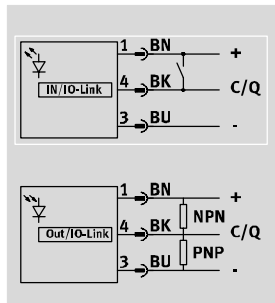 1 BN +
IN/IO-Link 4 BK C/Q
3 BU -
1 BN +
NPN
Out/IO-Link 4 BK C/Q
PNP
3 BU -